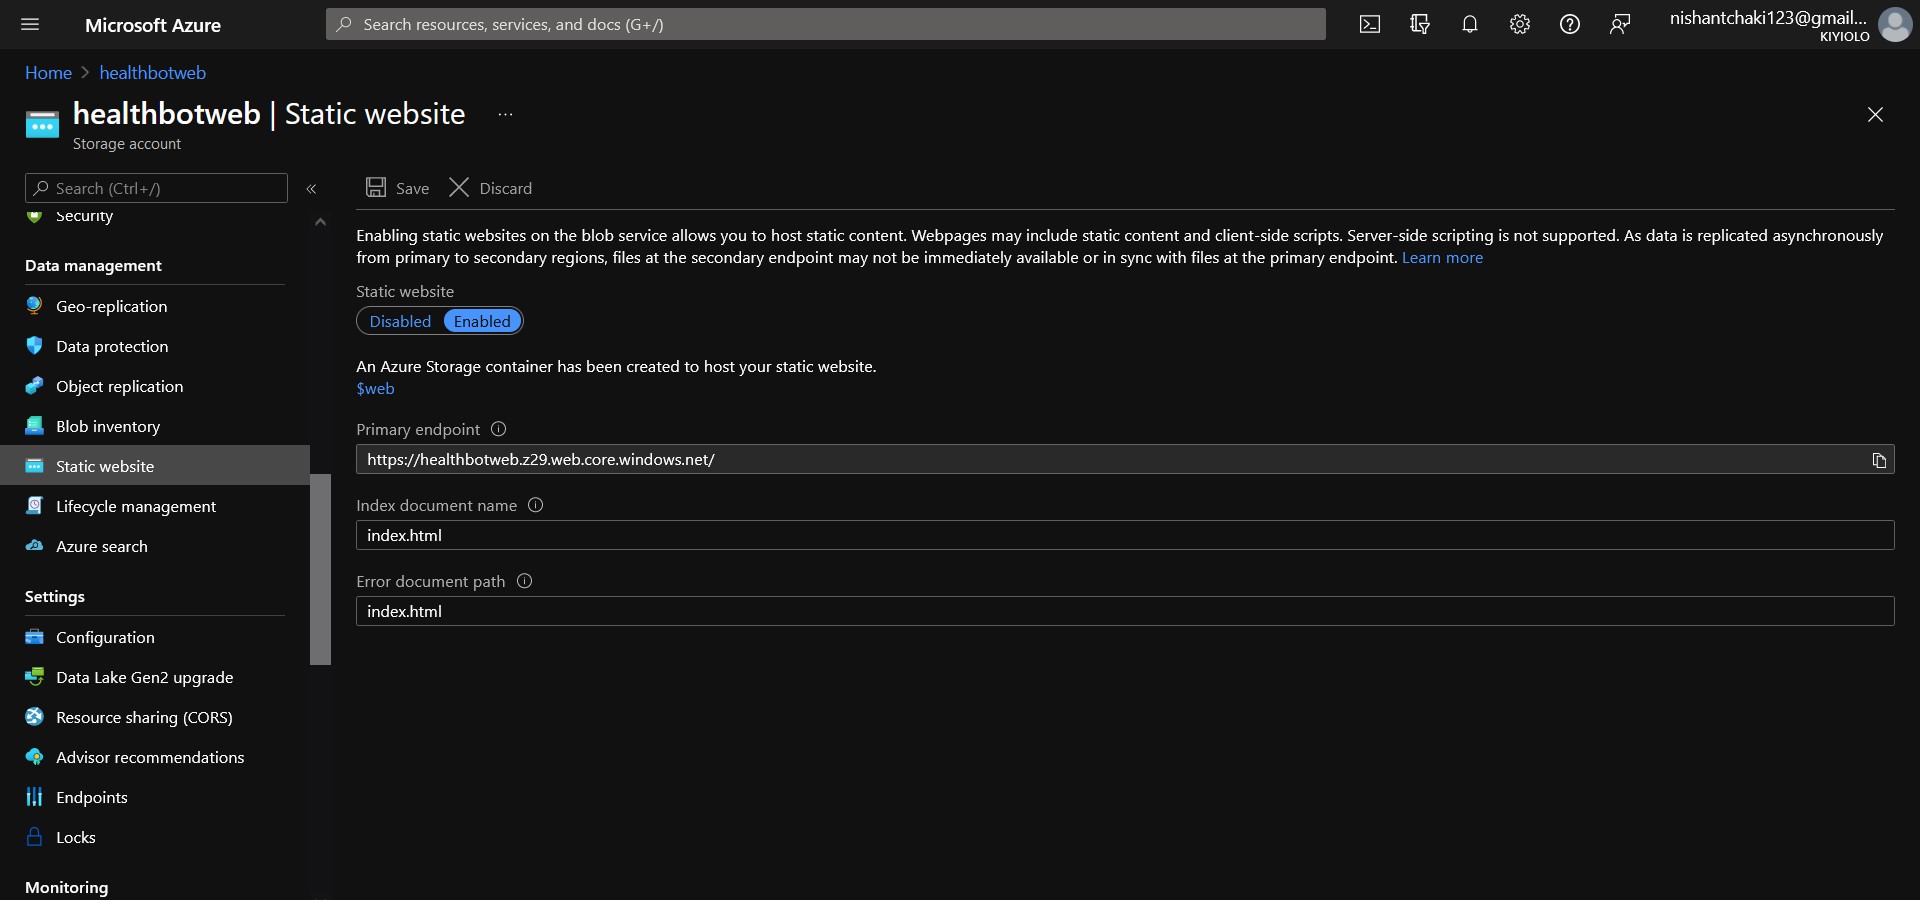 Microsoft Azure
Search resources, services, and docs (G+/)
nishantchaki123@gmail...
KIYIOLO
Home > healthbotweb
healthbotweb | Static website ...
Storage account
Search (Ctrl+/)
«
Save
Discard
Security
Data management
Geo-replication
Data protection
Object replication
Blob inventory
Static website
Lifecycle management
Azure search
Settings
Configuration
Data Lake Gen2 upgrade
Resource sharing (CORS)
Advisor recommendations
Endpoints
Locks
Monitoring
Enabling static websites on the blob service allows you to host static content. Webpages may include static content and client-side scripts. Server-side scripting is not supported. As data is replicated asynchronously
from primary to secondary regions, files at the secondary endpoint may not be immediately available or in sync with files at the primary endpoint. Learn more
Static website
Disabled Enabled
An Azure Storage container has been created to host your static website.
$web
Primary endpoint
https://healthbotweb.z29.web.core.windows.net/
Index document name
index.html
Error document path
index.html